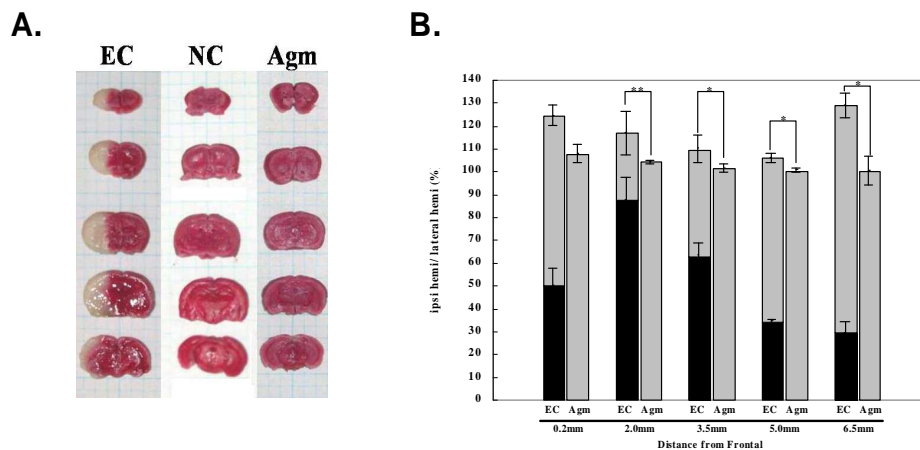 A.
B.
EC NC Agm
140
130
120
110
100
90
80
70
60
50
40
30
20
10
0
ipsi hemi/ lateral hemi (%
** * * *
EC Agm EC Agm EC Agm EC Agm EC Agm
0.2mm 2.0mm 3.5mm 5.0mm 6.5mm
Distance from Frontal